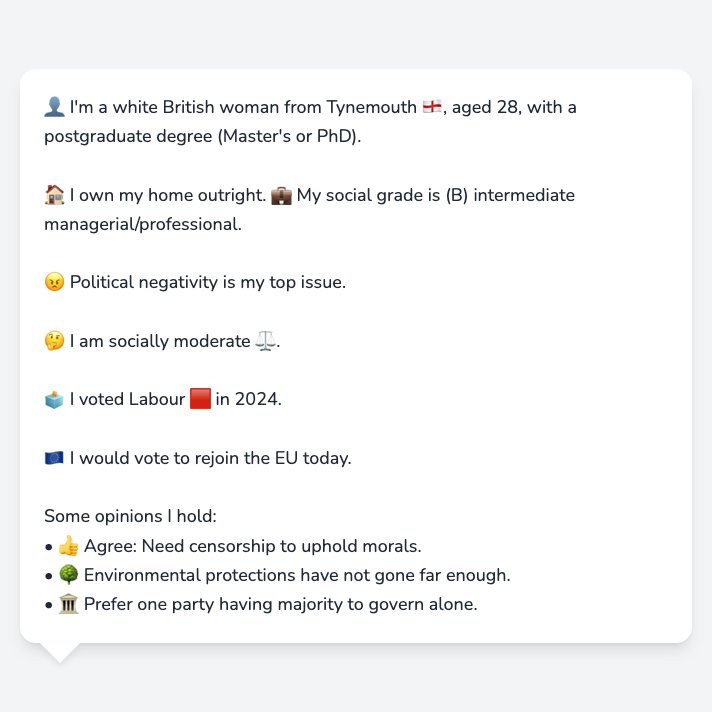 👤 I'm a white British woman from Tynemouth 🏴󠁧󠁢󠁥󠁮󠁧󠁿, aged 28, with a
postgraduate degree (Master's or PhD).
🏠 I own my home outright. 💼 My social grade is (B) intermediate
managerial/professional.
😠 Political negativity is my top issue.
🤔 I am socially moderate ⚖️.
🗳️ I voted Labour 🟥 in 2024.
🇪🇺 I would vote to rejoin the EU today.
Some opinions I hold:
• 👍 Agree: Need censorship to uphold morals.
• 🌳 Environmental protections have not gone far enough.
• 🏛️ Prefer one party having majority to govern alone.